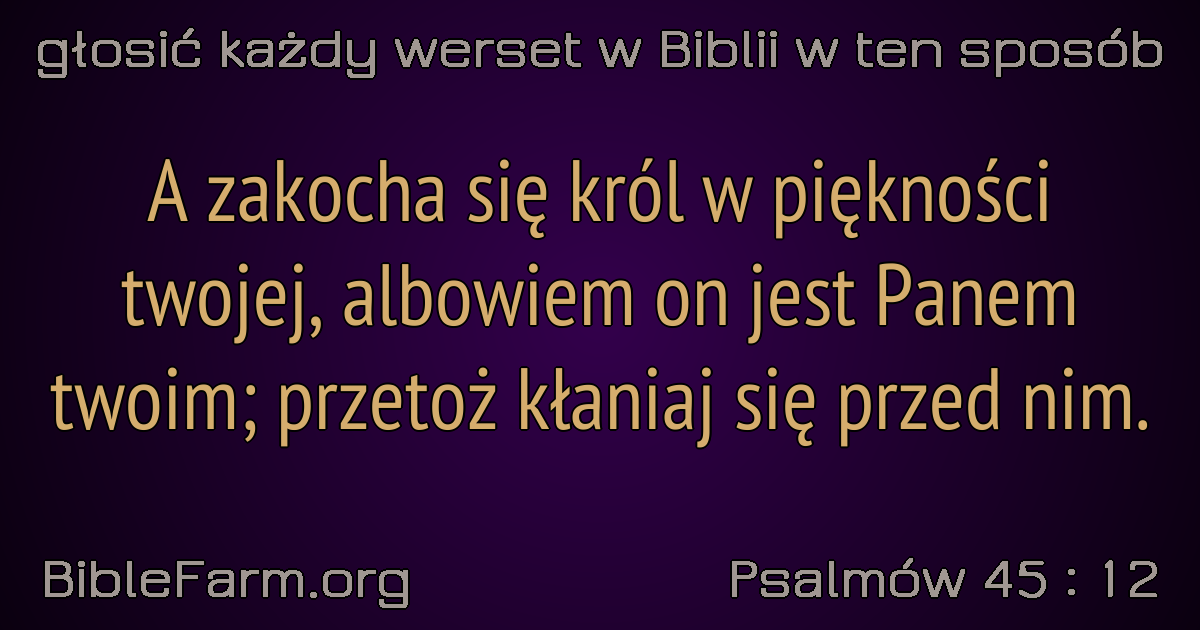 głosić każdy werset w Biblii w ten sposób
A zakocha się król w piękności
twojej, albowiem on jest Panem
twoim; przetoż kłaniaj się przed nim.
BibleFarm.org
Psalmów 45 : 12